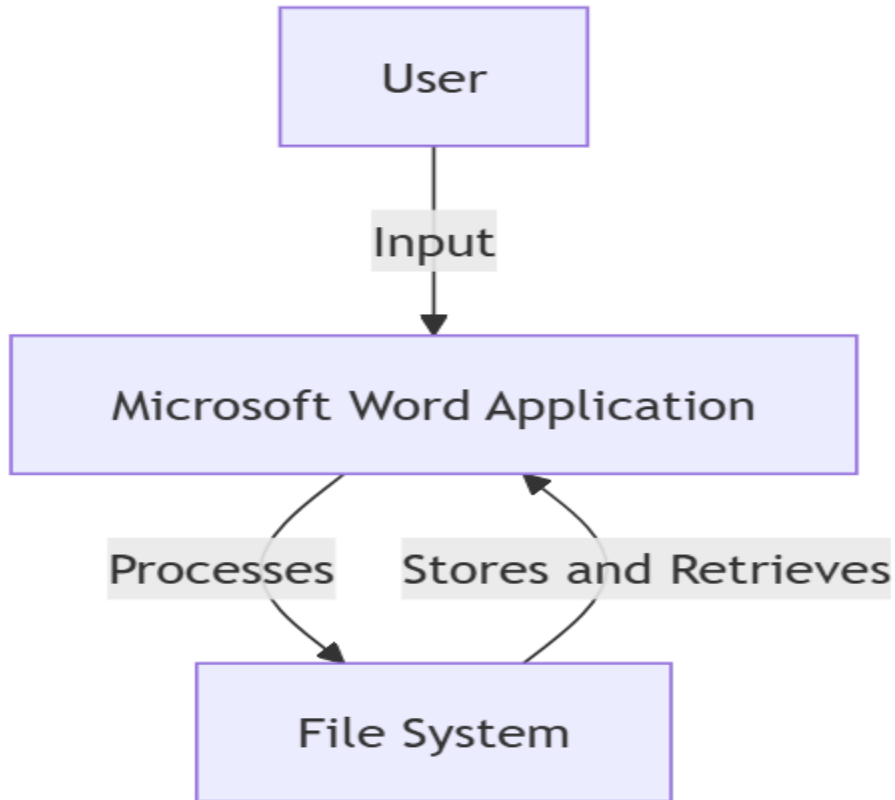 User
Input
Microsoft Word Application
Processes
Stores and Retrieves
File System